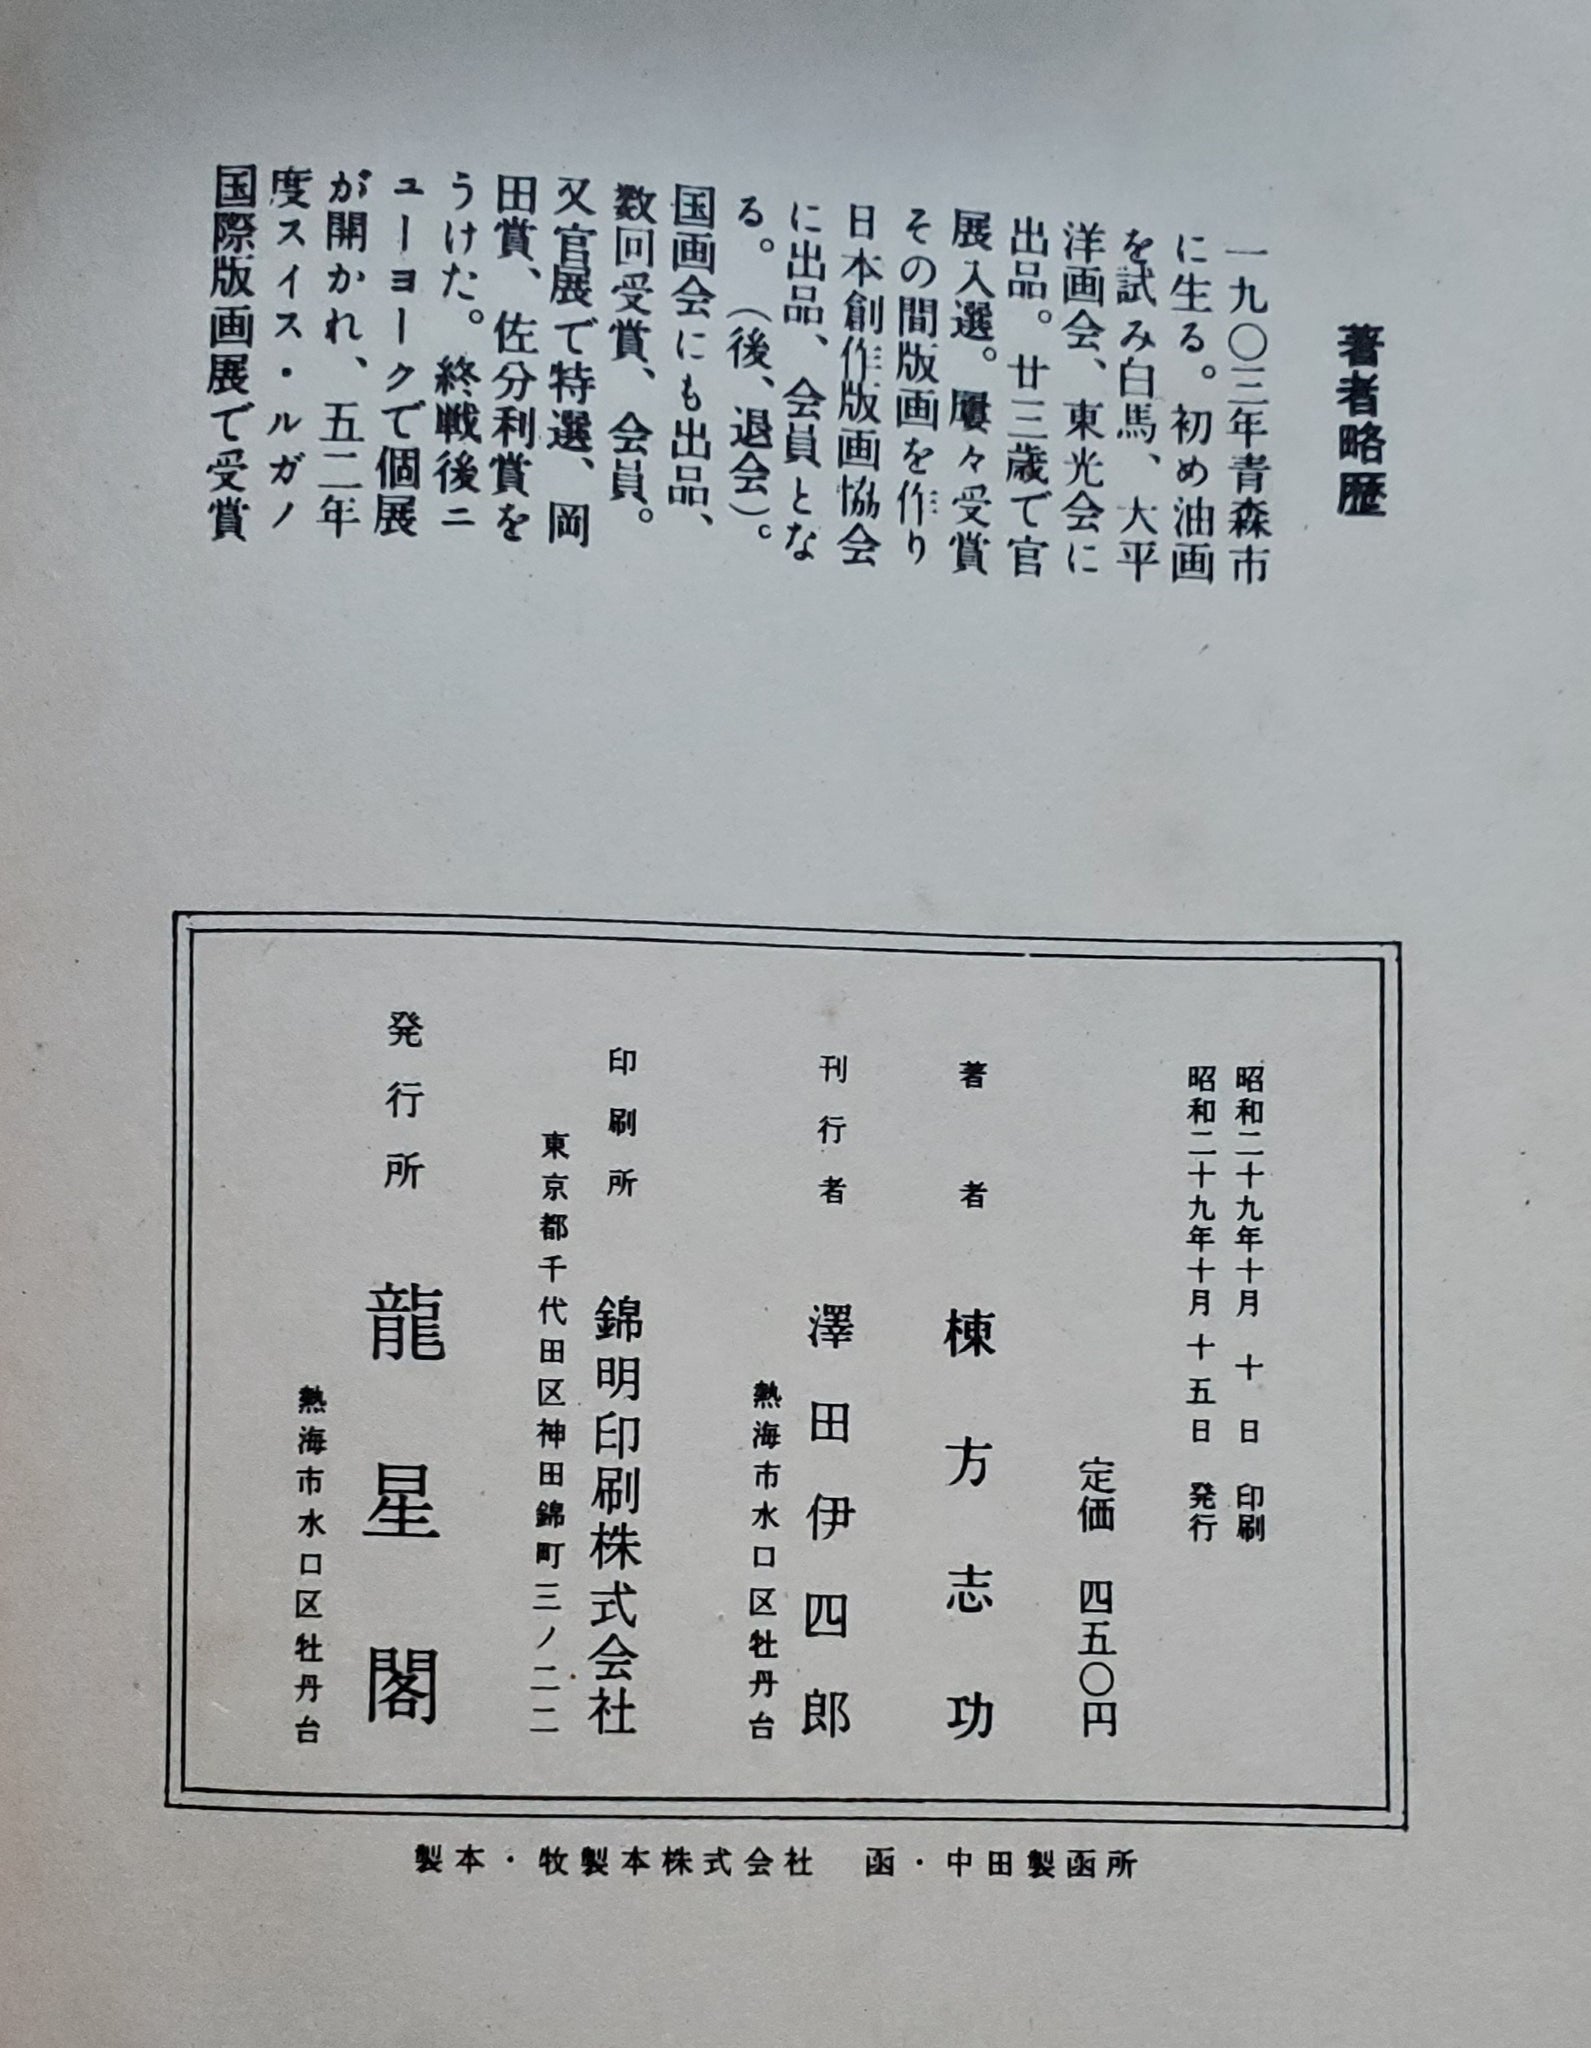 著者略歴
一九〇三年青森市
に生る。初め油画
を試み白馬、大平
洋画会、東光会に
出品。廿三歳で官
展入選。屢々受賞
その間版画を作り
日本創作版画協会
に出品、会員とな
る。(後、退会)。
国画会にも出品、
数回受賞、会員。
又官展で特選、岡
田賞、佐分利賞を
うけた。終戦後ニ
ューヨークで個展
が開かれ、五二年
度スイス・ルガノ
国際版画展で受賞
昭和二十九年十月 十 日 印刷
昭和二十九年十月 十五日 発行
定価 四五〇円
著者 棟方志功
刊行者 澤田伊四郎
熱海市水口区牡丹台
印刷所 錦明印刷株式会社
東京都千代田区神田錦町三ノ二二
発行所 龍星閣
熱海市水口区牡丹台
製本・牧製本株式会社 函・中田製函所